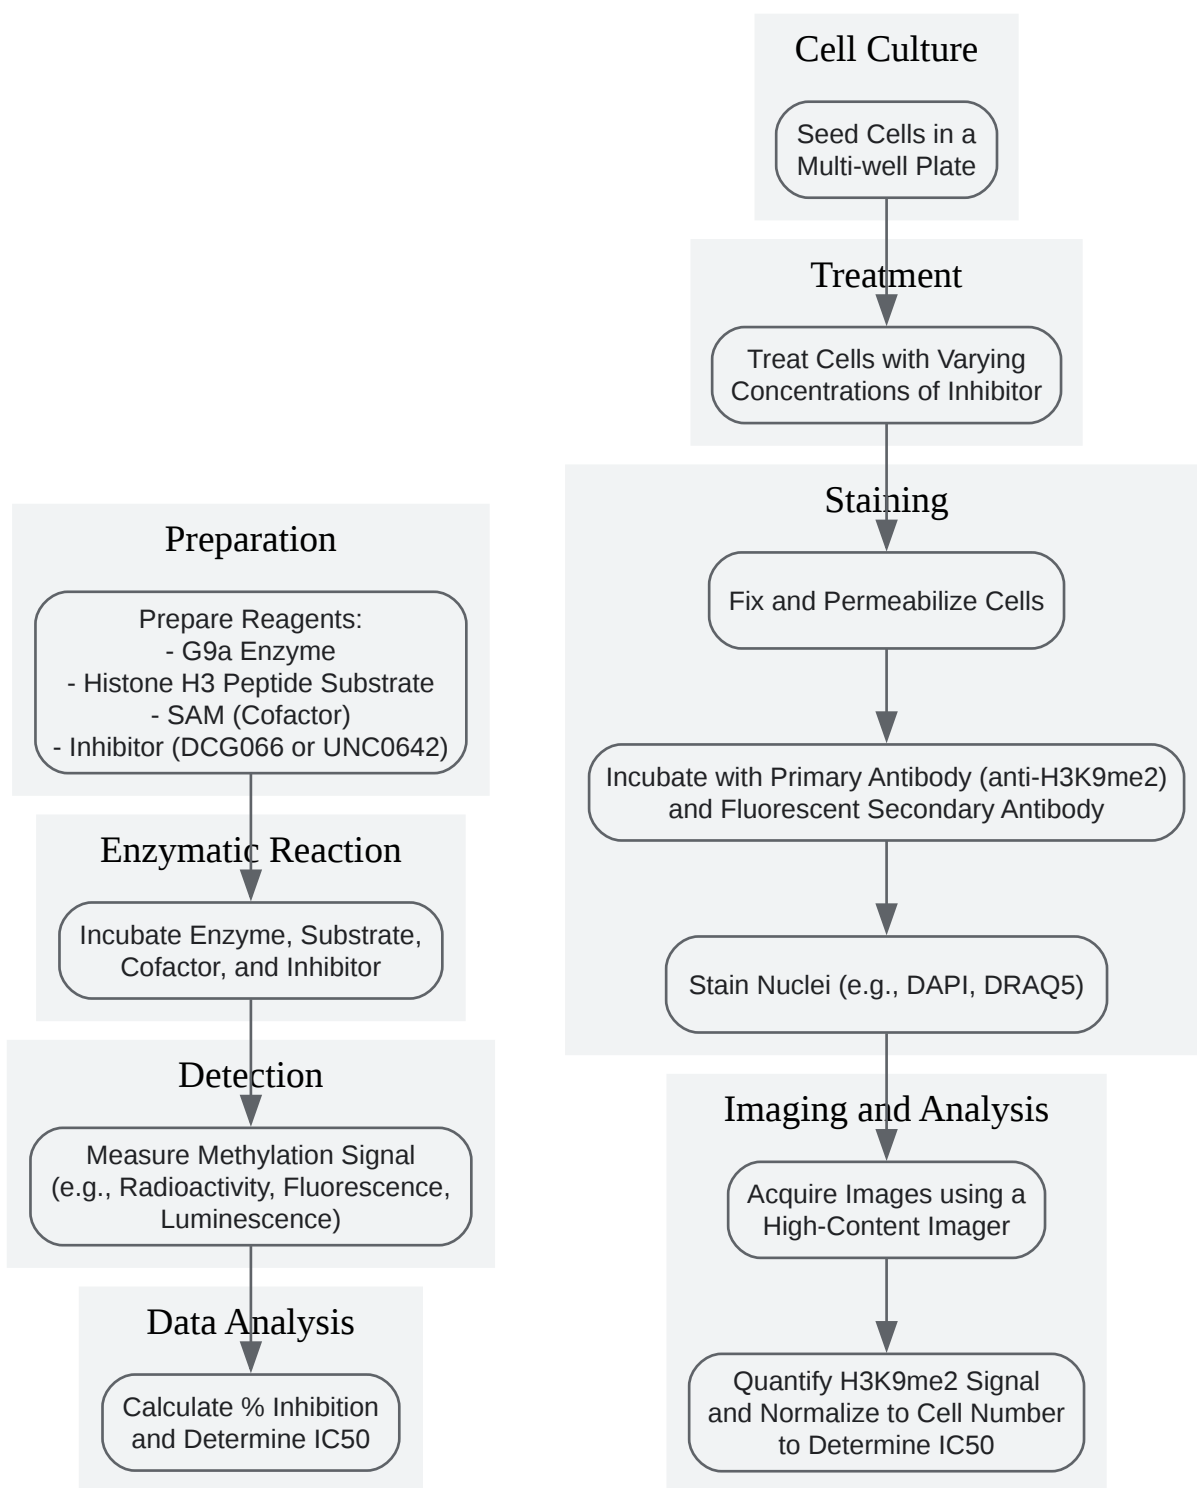 Cell Culture
Seed Cells in a
Multi-well Plate
Treatment
Treat Cells with Varying
Concentrations of Inhibitor
Staining
Fix and Permeabilize Cells
Incubate with Primary Antibody (anti-H3K9me2)
and Fluorescent Secondary Antibody
Stain Nuclei (e.g., DAPI, DRAQ5)
Imaging and Analysis
Acquire Images using a
High-Content Imager
Quantify H3K9me2 Signal
and Normalize to Cell Number
to Determine IC50
Preparation
Prepare Reagents:
- G9a Enzyme
- Histone H3 Peptide Substrate
- SAM (Cofactor)
- Inhibitor (DCG066 or UNC0642)
Enzymatic Reaction
Incubate Enzyme, Substrate,
Cofactor, and Inhibitor
Detection
Measure Methylation Signal
(e.g., Radioactivity, Fluorescence,
Luminescence)
Data Analysis
Calculate % Inhibition
and Determine IC50